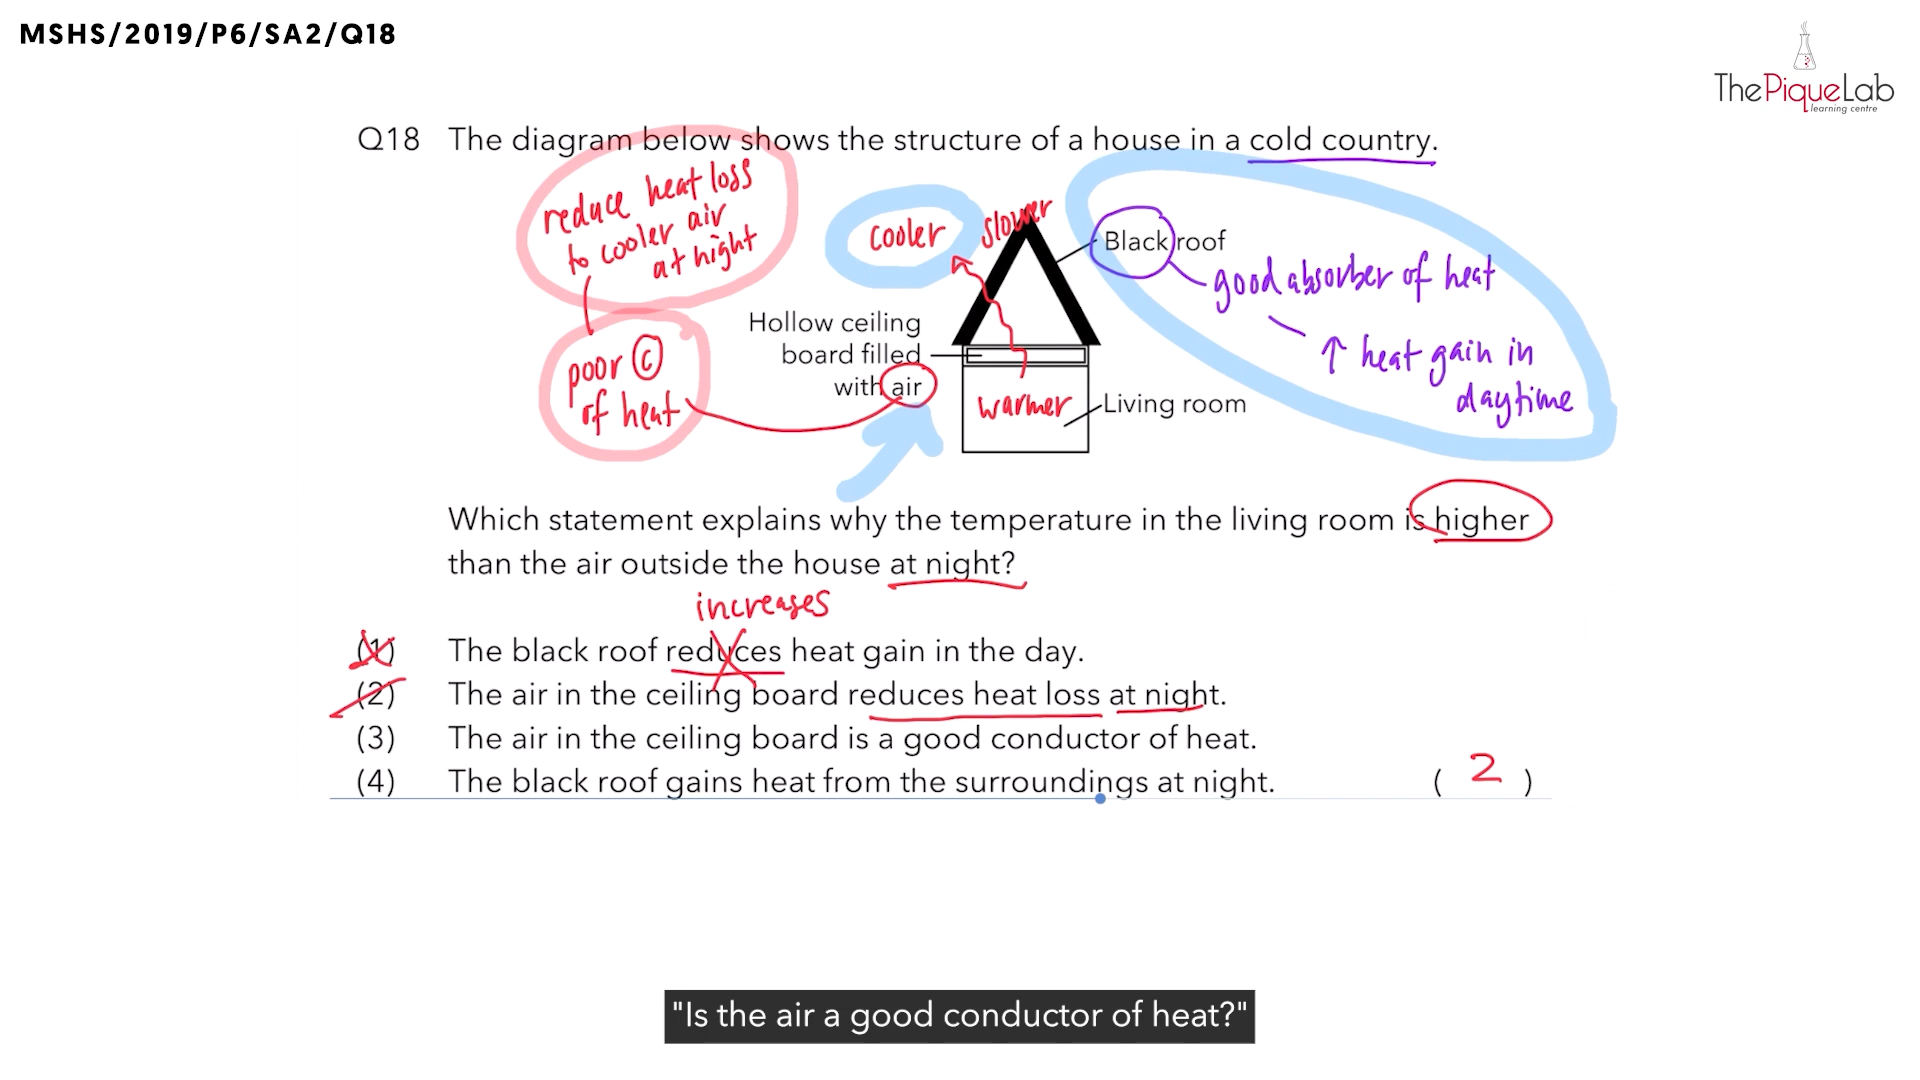 MSHS/2019/P6/SA2/Q18
ThePiqueLab
learning centre
Q18 The diagram below shows the structure of a house in a cold country.
reduce heat loss
to cooler air
at night
cooler
slower
Black roof
good absorber of heat
↑ heat gain in
daytime
Hollow ceiling
board filled
with air
poor © of heat
warmer
Living room
Which statement explains why the temperature in the living room is higher
than the air outside the house at night?
increases
(1) The black roof reduces heat gain in the day.
(2) The air in the ceiling board reduces heat loss at night.
(3) The air in the ceiling board is a good conductor of heat.
(4) The black roof gains heat from the surroundings at night. ( 2 )
"Is the air a good conductor of heat?"